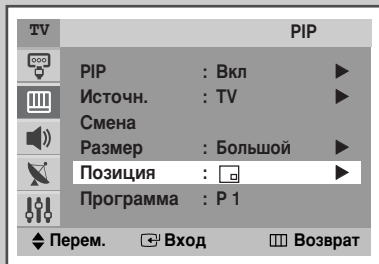 TV PIP
PIP : Вкл
Источн. : TV
Смена
Размер : Большой
Позиция :
Программа : P 1
Перем. Вход Возврат